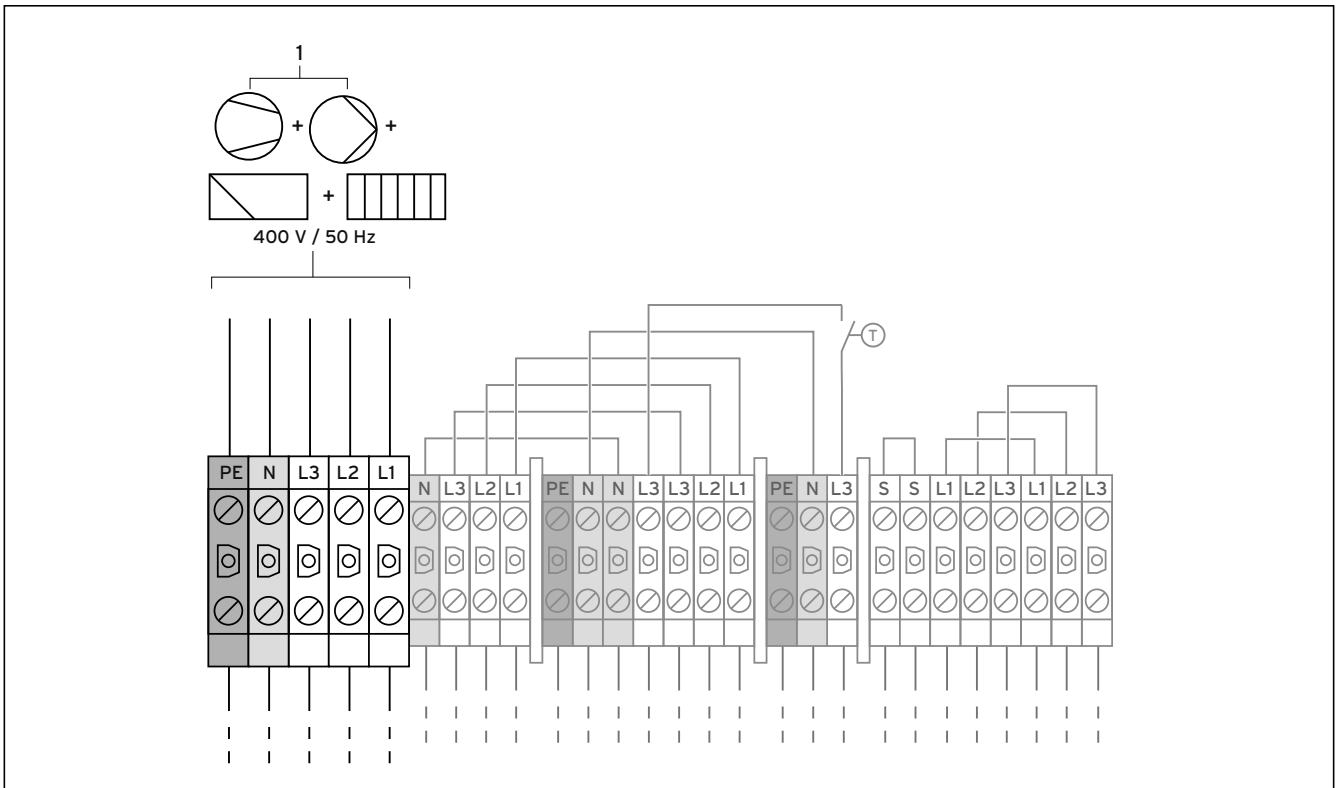 1
+ +
+
400 V / 50 Hz
T
PE N L3 L2 L1
N L3 L2 L1 PE N N L3 L3 L2 L1 PE N L3 S S L1 L2 L3 L1 L2 L3